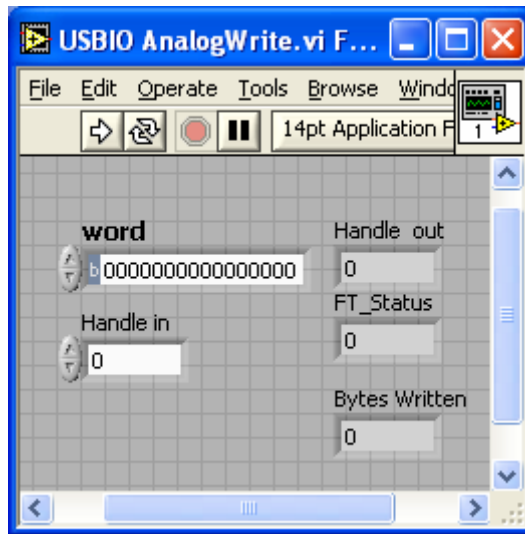 USBIO AnalogWrite.vi F...
File Edit Operate Tools Browse Windo
14pt Application F
1
word
b 0000000000000000
Handle in
0
Handle out
0
FT_Status
0
Bytes Written
0